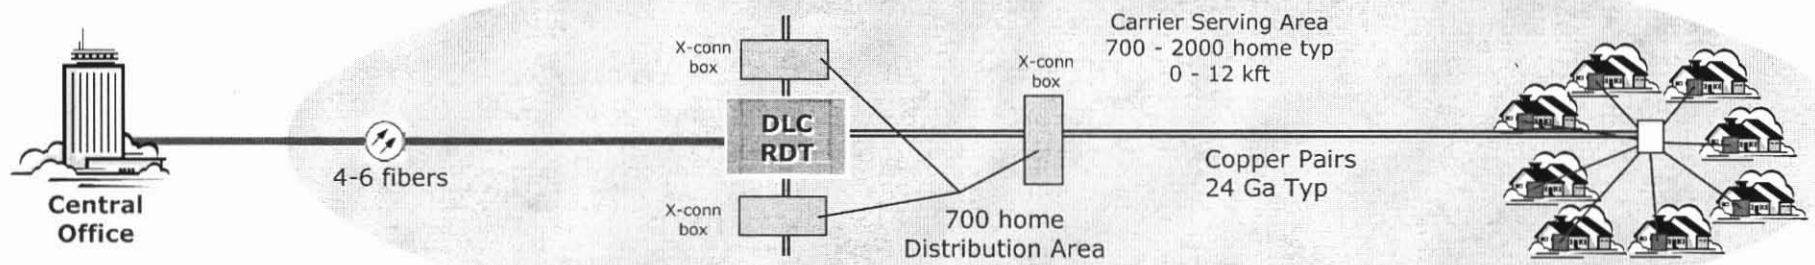 Central
Office
4-6 fibers
X-conn
box
DLC
RDT
X-conn
box
X-conn
box
700 home
Distribution Area
Carrier Serving Area
700 - 2000 home typ
0 - 12 kft
Copper Pairs
24 Ga Typ